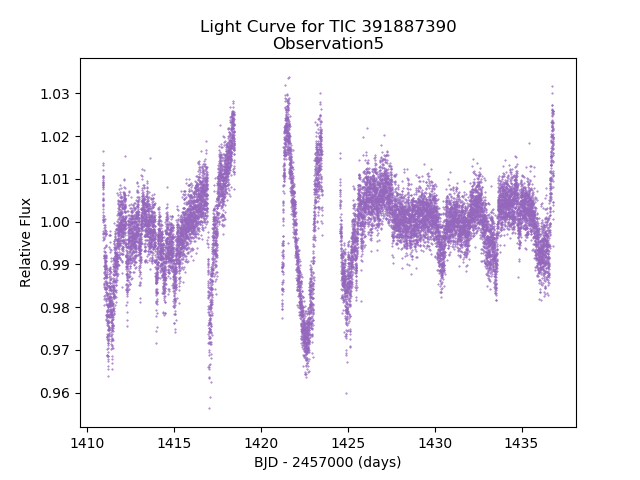 Light Curve for TIC 391887390
Observation5
1.03
1.02
1.01
1.00
0.99
0.98
0.97
0.96
Relative Flux
1410 1415 1420 1425 1430 1435
BJD - 2457000 (days)